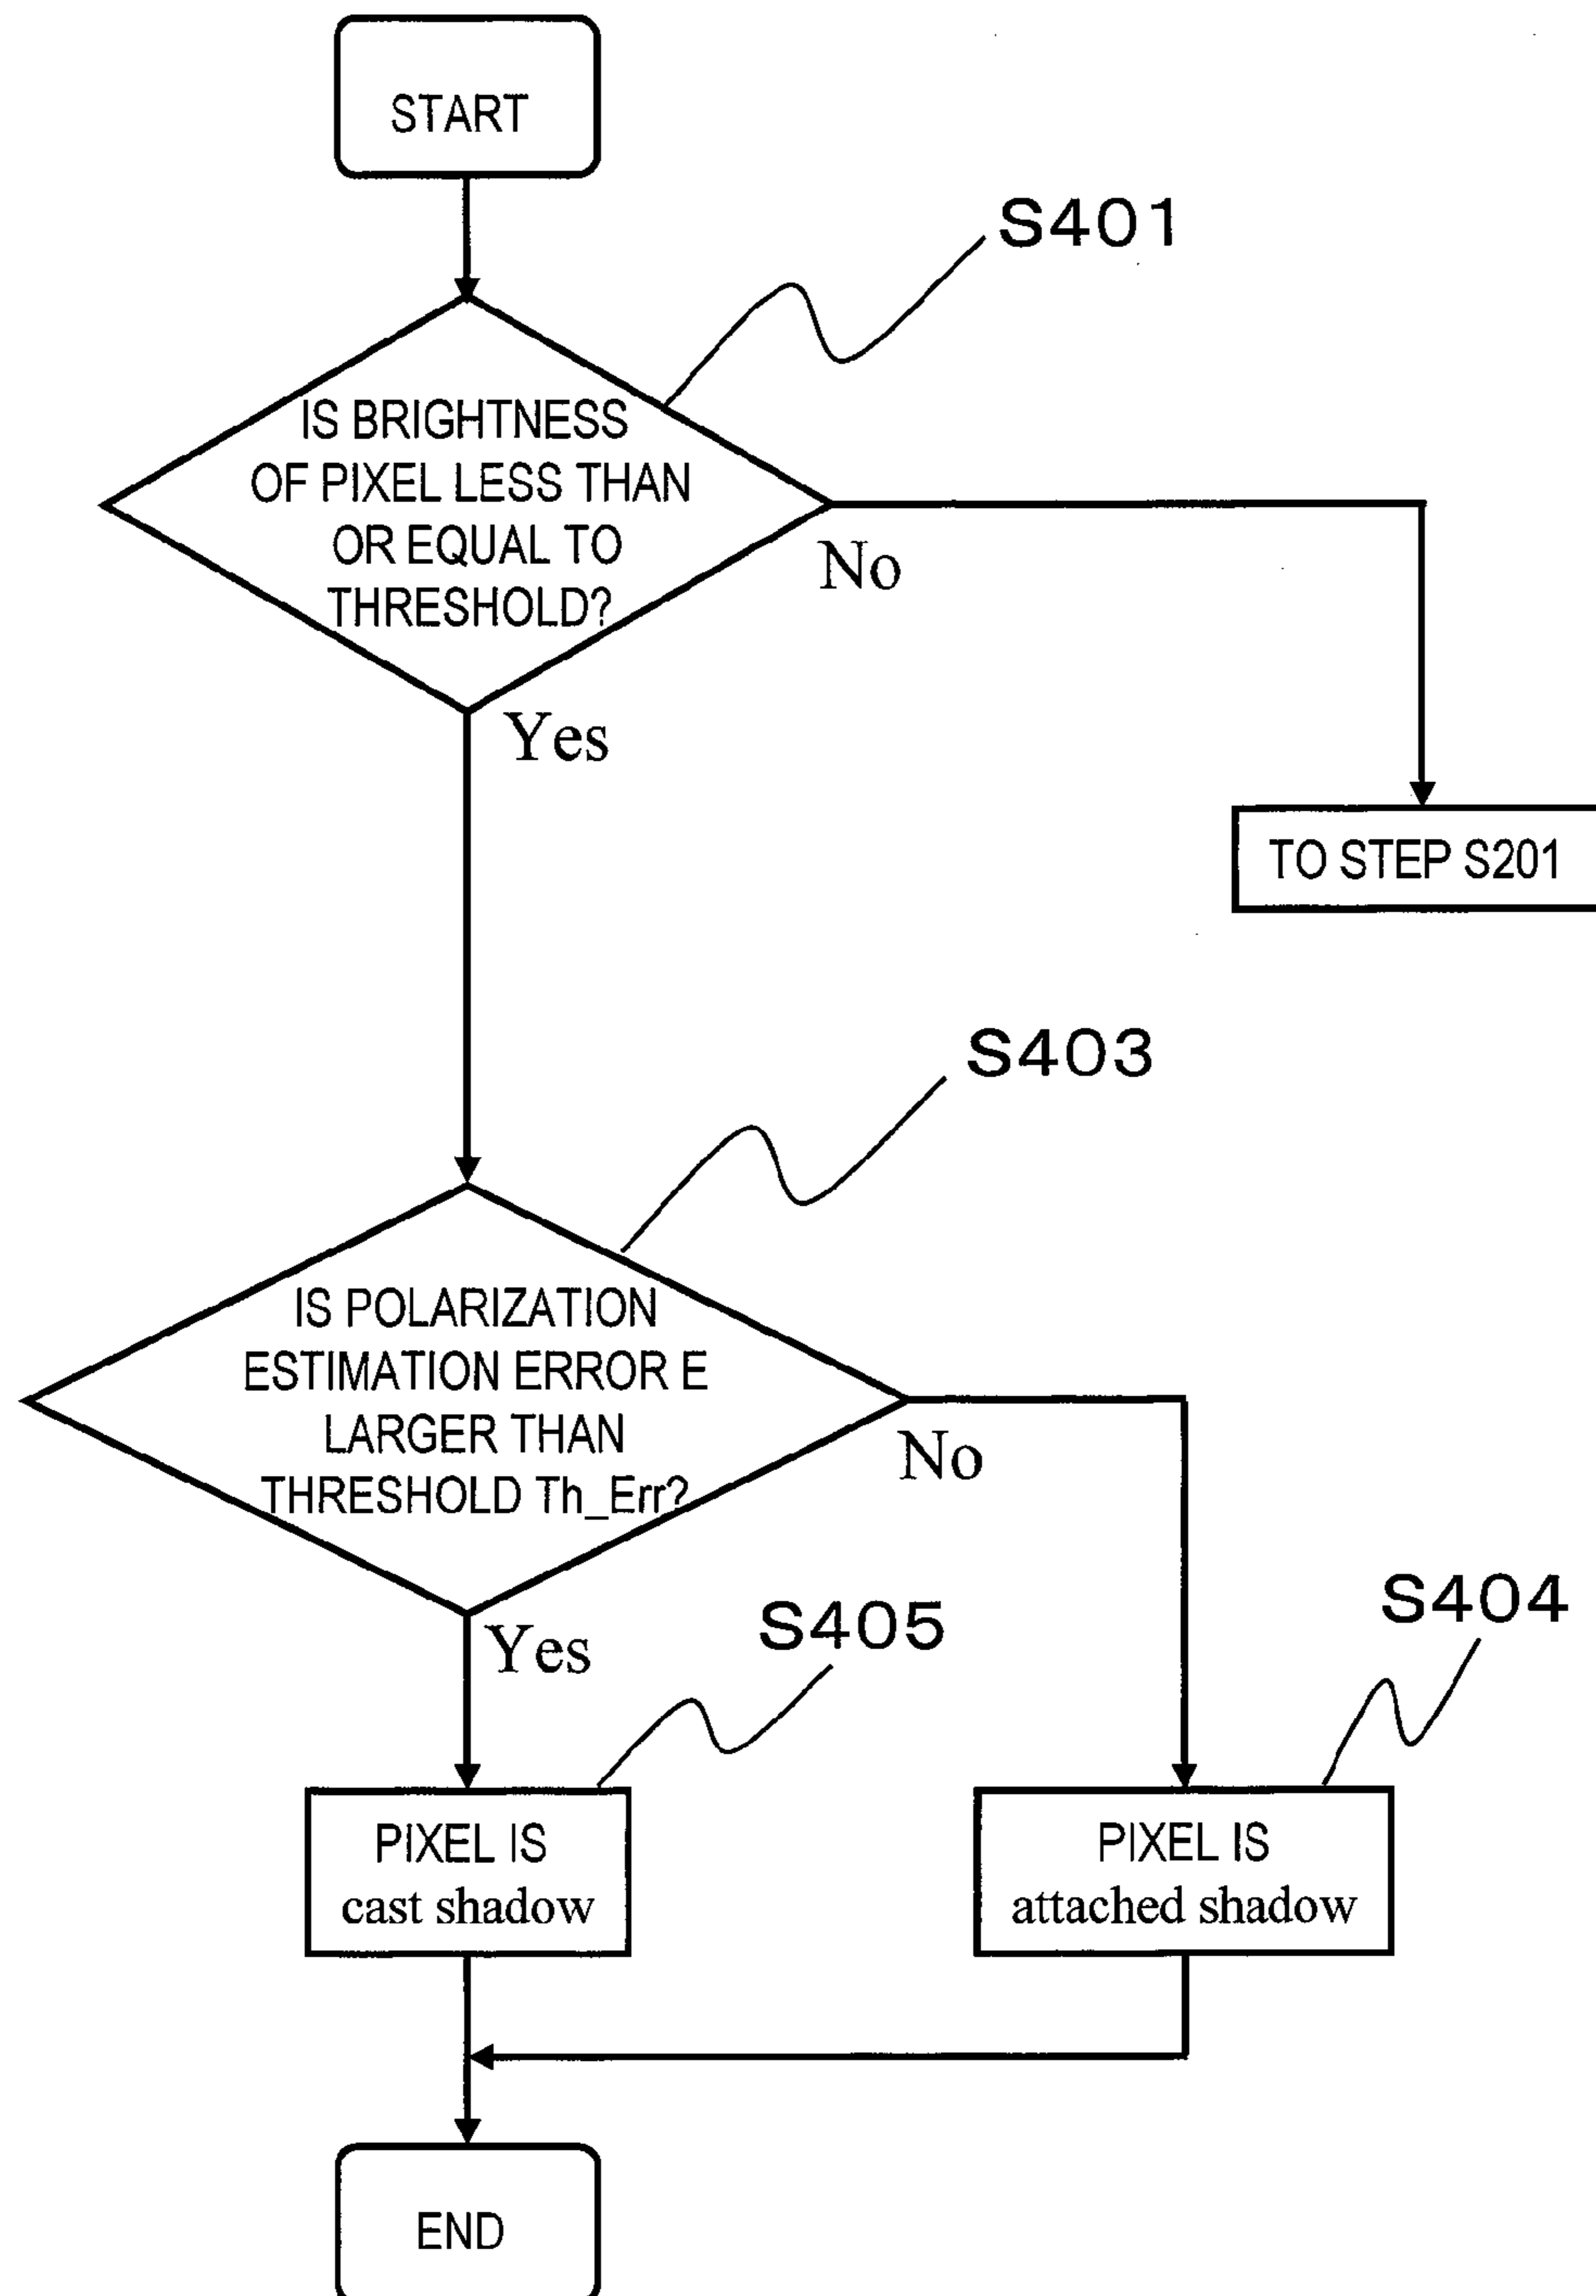 START
S401
IS BRIGHTNESS
OF PIXEL LESS THAN
OR EQUAL TO
THRESHOLD?
No
Yes
TO STEP S201
S403
IS POLARIZATION
ESTIMATION ERROR E
LARGER THAN
THRESHOLD Th_Err?
No
Yes
S405
S404
PIXEL IS
cast shadow
PIXEL IS
attached shadow
END